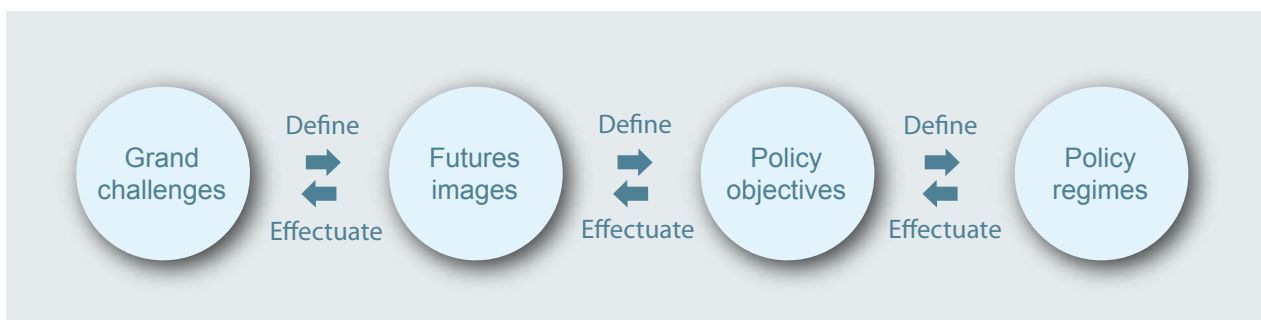 Grand
challenges
Define
Effectuate
Futures
images
Define
Effectuate
Policy
objectives
Define
Effectuate
Policy
regimes